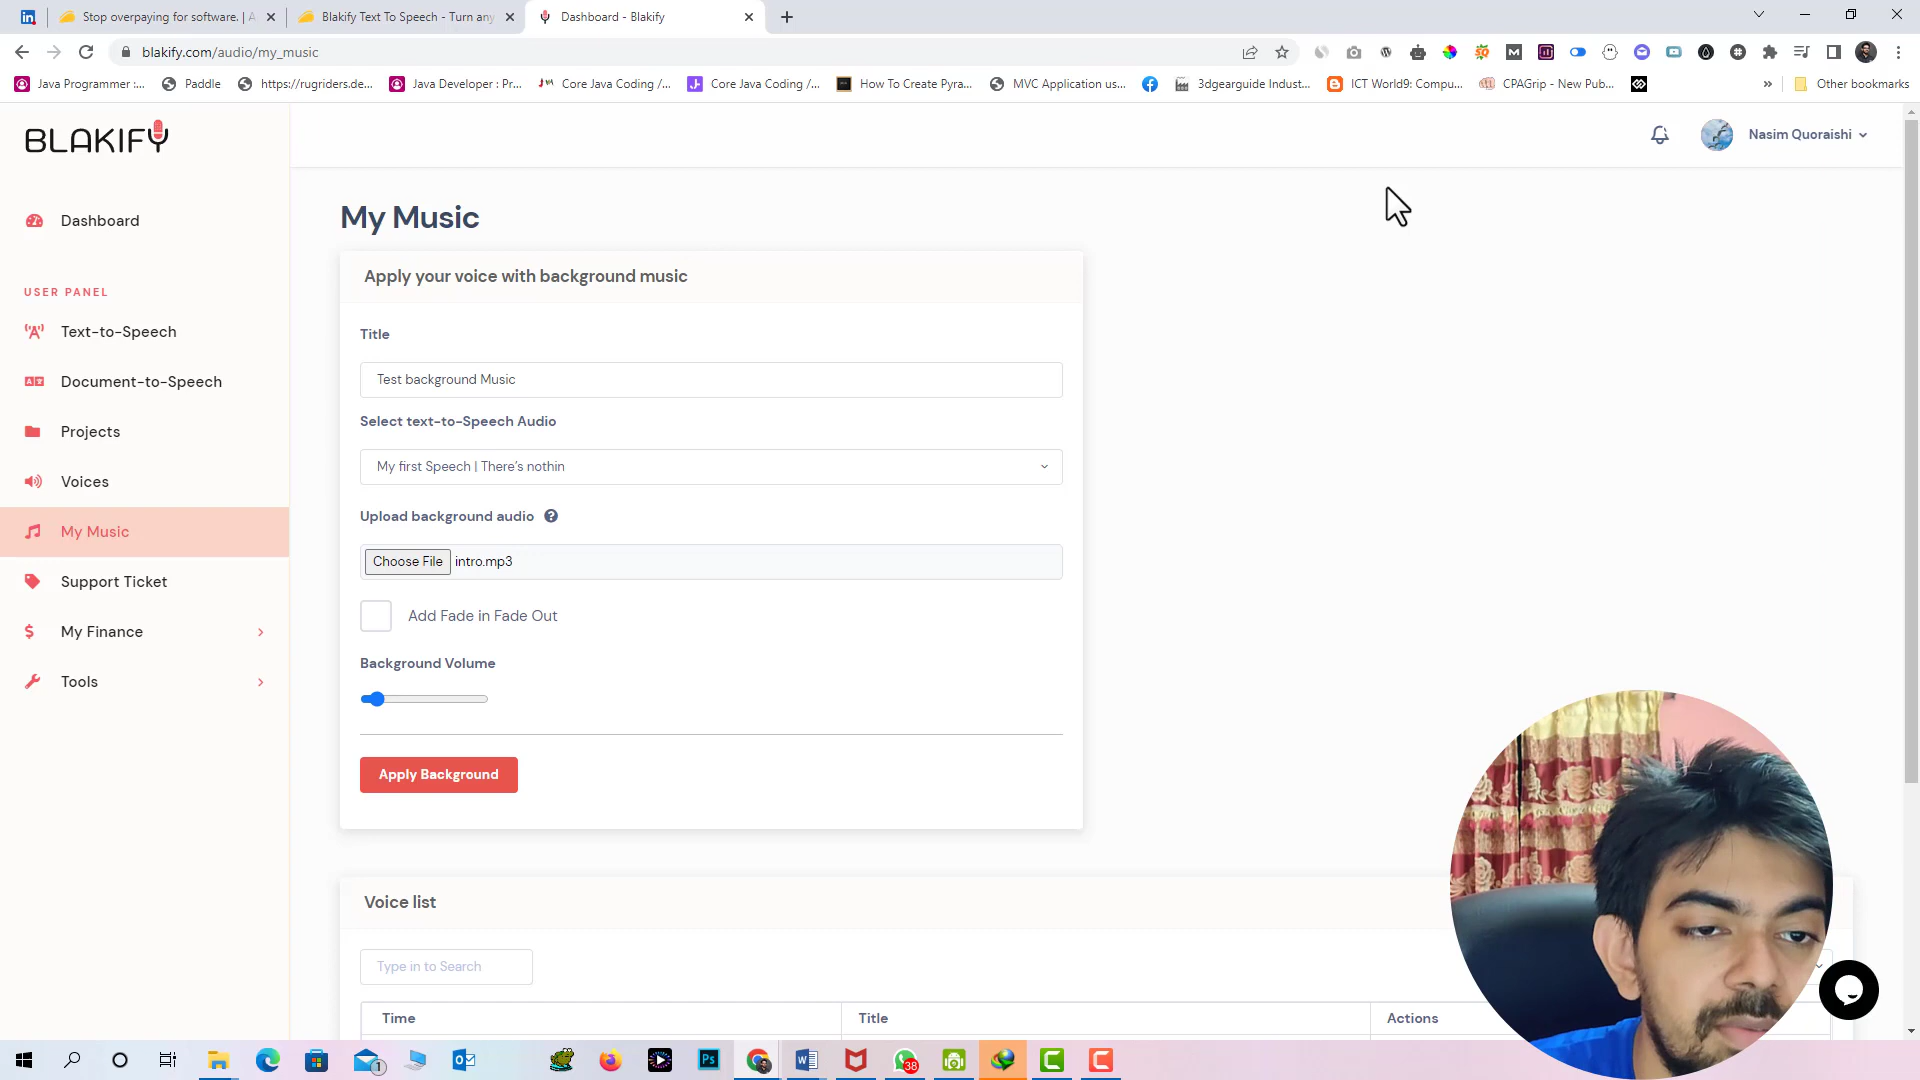 Stop overpaying for software. | A
Blakify Text To Speech - Turn any
Dashboard - Blakify
blakify.com/audio/my_music
Java Programmer :...
Paddle
https://rugriders.de...
Java Developer : Pr...
Core Java Coding /...
Core Java Coding /...
How To Create Pyra...
MVC Application us...
3dgearguide Indust...
ICT World9: Compu...
CPAGrip - New Pub...
»
Other bookmarks
BLAKIFY
Nasim Quoraishi
Dashboard
USER PANEL
Text-to-Speech
Document-to-Speech
Projects
Voices
My Music
Support Ticket
My Finance
Tools
My Music
Apply your voice with background music
Title
Test background Music
Select text-to-Speech Audio
My first Speech | There's nothin
Upload background audio
Choose File intro.mp3
Add Fade in Fade Out
Background Volume
Apply Background
Voice list
Type in to Search
Time Title Actions
1
Ps
38